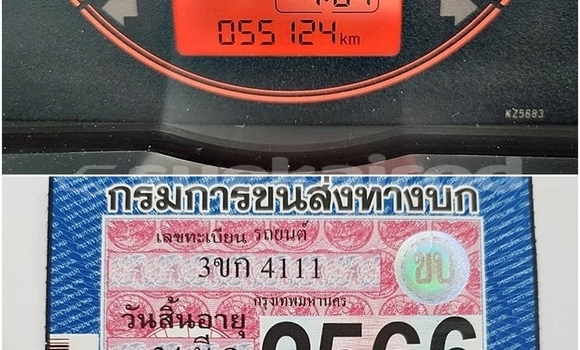 055124 km
KZ5683
กรมการขนส่งทางบก
เลขทะเบียน รถยนต์
3ขก 4111
ขบ
กรุงเทพมหานคร
วันสิ้นอายุ
2566